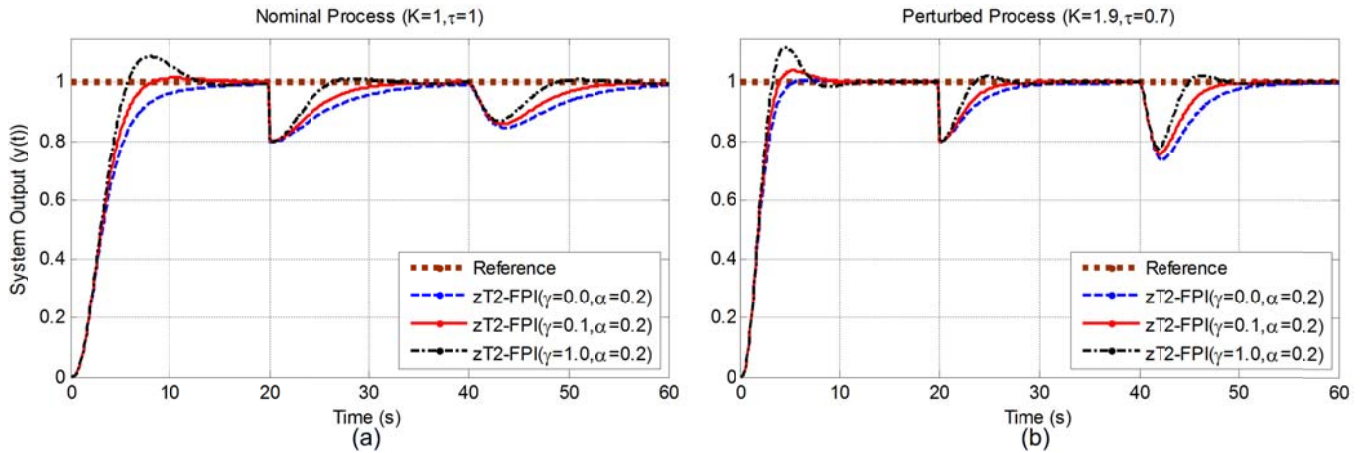 Nominal Process (K=1,τ=1)
System Output (y(t))
1
0.8
0.6
0.4
0.2
0
Reference
zT2-FPI(γ=0.0,α=0.2)
zT2-FPI(γ=0.1,α=0.2)
zT2-FPI(γ=1.0,α=0.2)
0 10 20 30 40 50 60
Time (s)
(a)
Perturbed Process (K=1.9,τ=0.7)
1
0.8
0.6
0.4
0.2
0
Reference
zT2-FPI(γ=0.0,α=0.2)
zT2-FPI(γ=0.1,α=0.2)
zT2-FPI(γ=1.0,α=0.2)
0 10 20 30 40 50 60
Time (s)
(b)